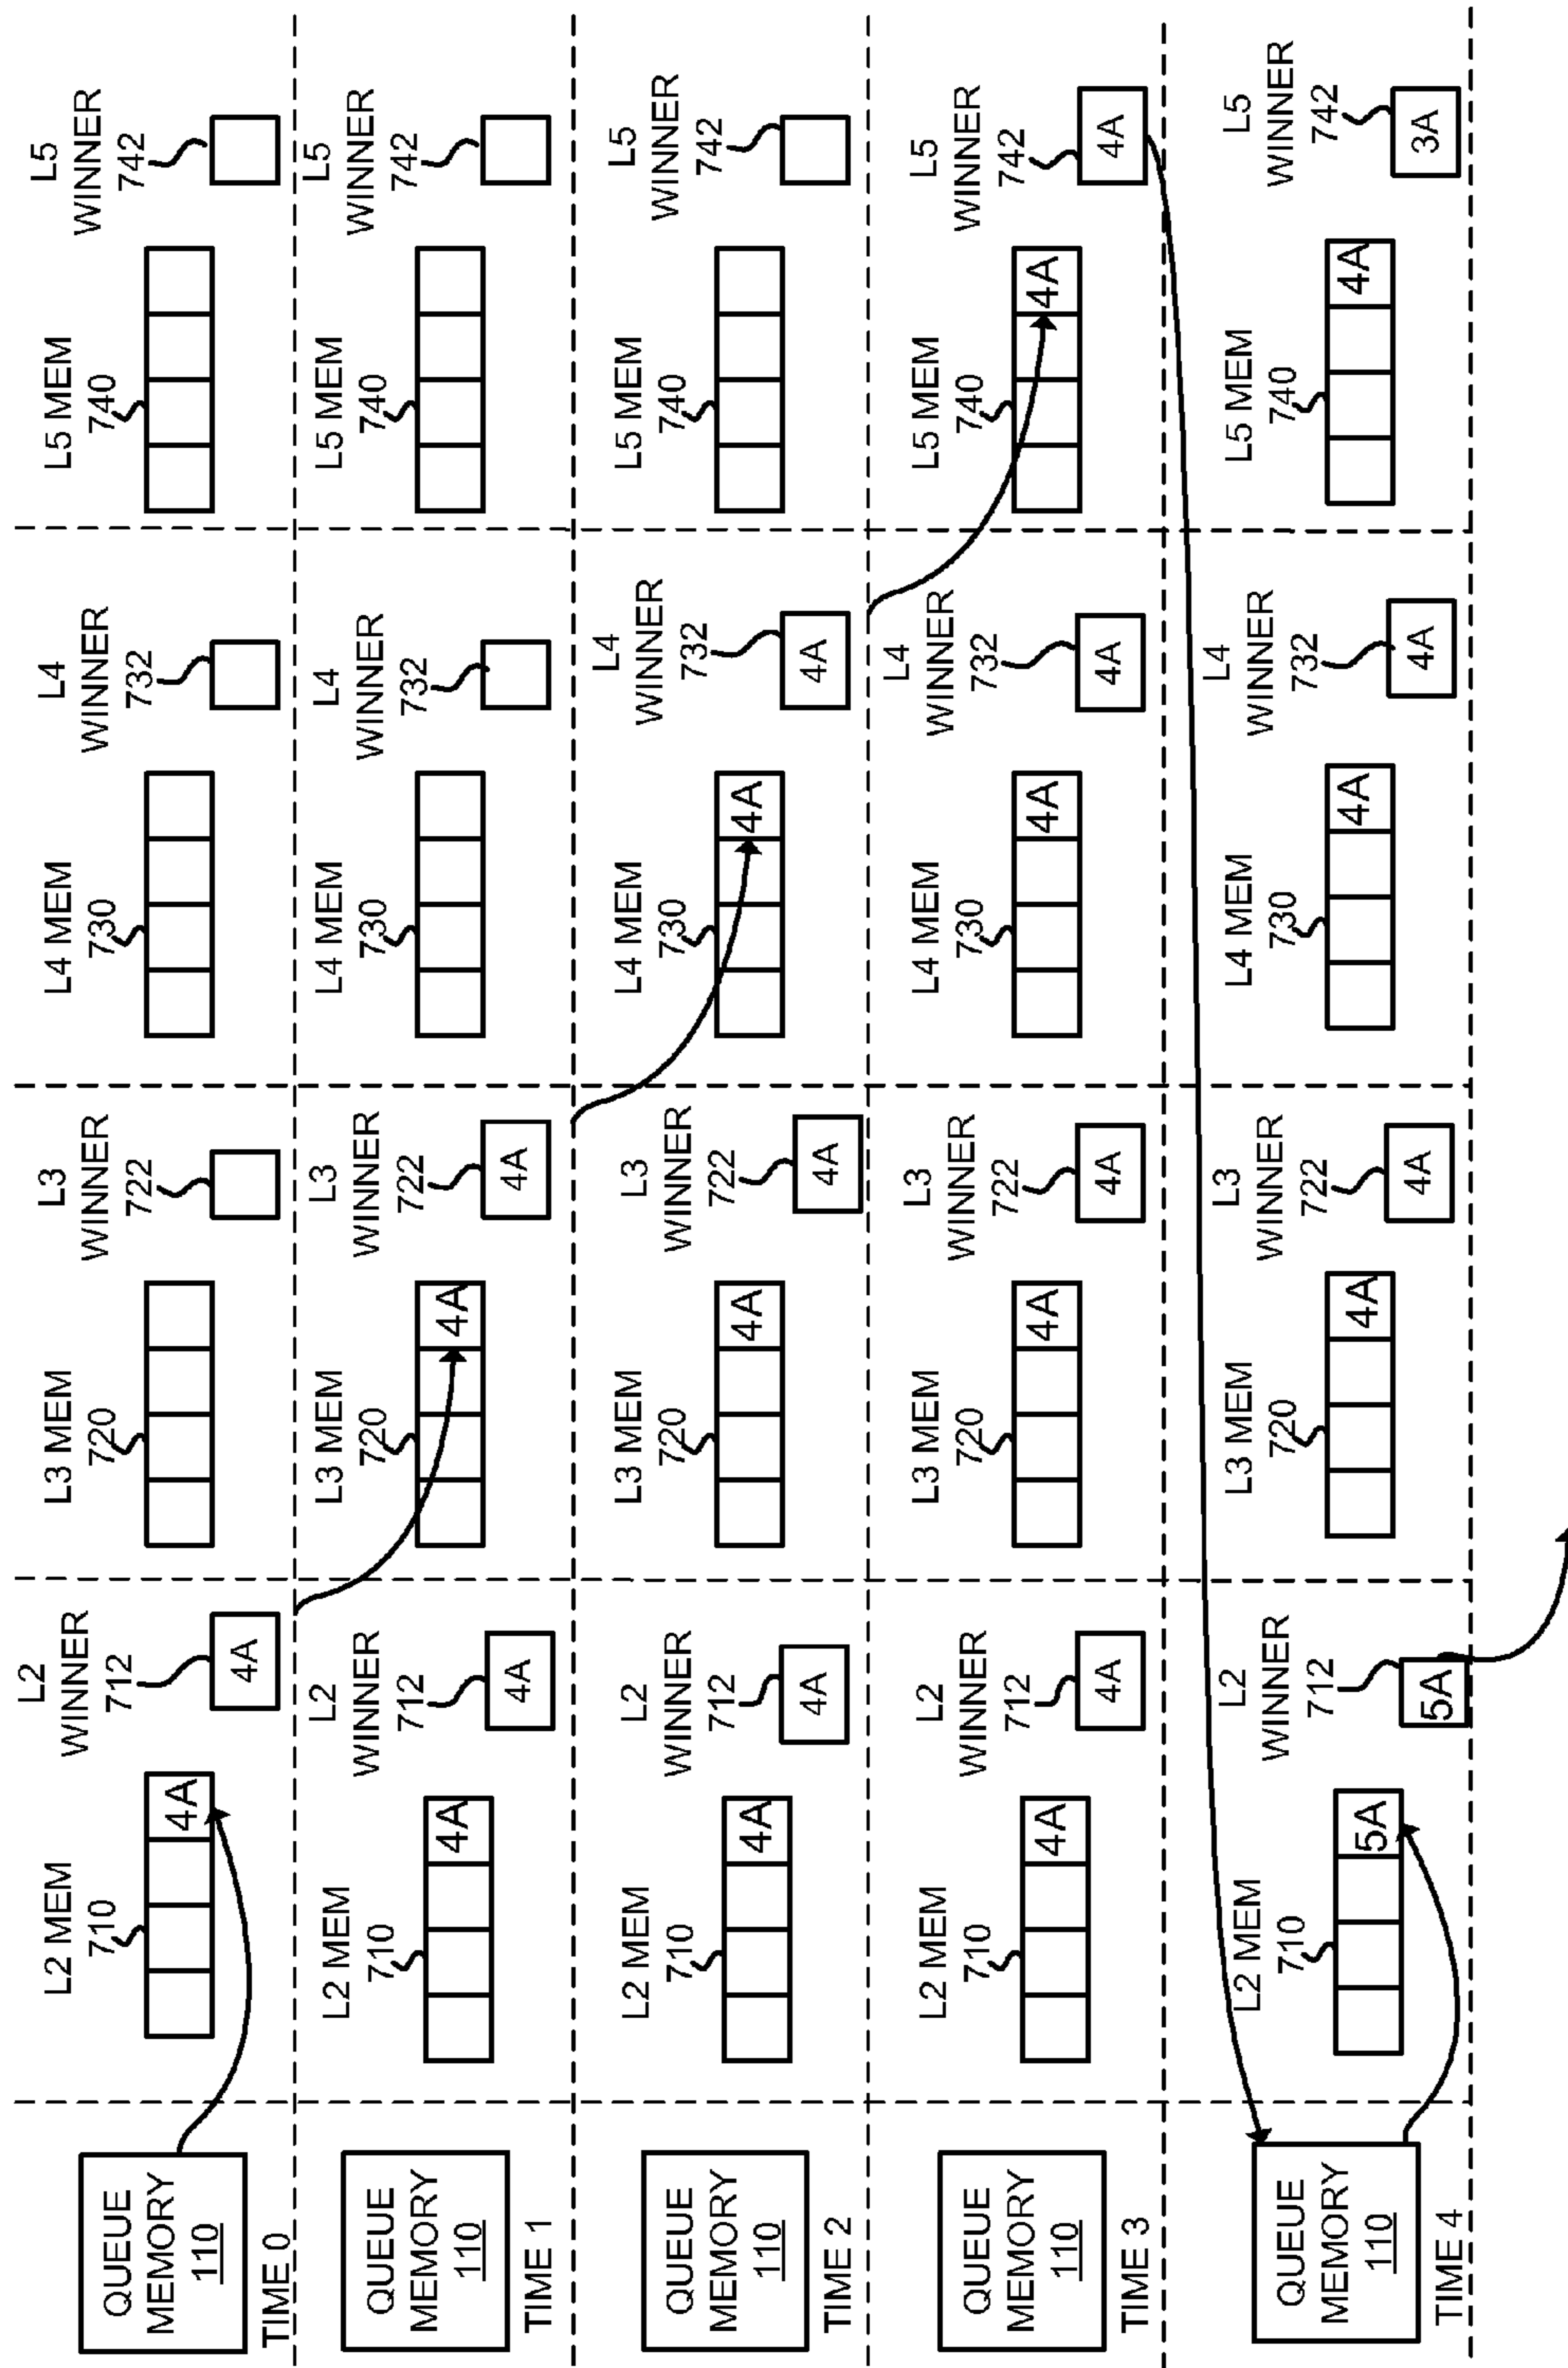 QUEUE
MEMORY
110
TIME 0
L2 MEM
710
4A
L2
WINNER
712
4A
L3 MEM
720
L3
WINNER
722
L4 MEM
730
L4
WINNER
732
L5 MEM
740
L5
WINNER
742
QUEUE
MEMORY
110
TIME 1
L2 MEM
710
4A
L2
WINNER
712
4A
L3 MEM
720
4A
L3
WINNER
722
4A
L4 MEM
730
L4
WINNER
732
L5 MEM
740
L5
WINNER
742
QUEUE
MEMORY
110
TIME 2
L2 MEM
710
4A
L2
WINNER
712
4A
L3 MEM
720
4A
L3
WINNER
722
4A
L4 MEM
730
4A
L4
WINNER
732
4A
L5 MEM
740
L5
WINNER
742
QUEUE
MEMORY
110
TIME 3
L2 MEM
710
4A
L2
WINNER
712
4A
L3 MEM
720
4A
L3
WINNER
722
4A
L4 MEM
730
4A
L4
WINNER
732
4A
L5 MEM
740
4A
L5
WINNER
742
4A
QUEUE
MEMORY
110
TIME 4
L2 MEM
710
5A
L2
WINNER
712
5A
L3 MEM
720
4A
L3
WINNER
722
4A
L4 MEM
730
4A
L4
WINNER
732
4A
L5 MEM
740
4A
L5
WINNER
742
3A